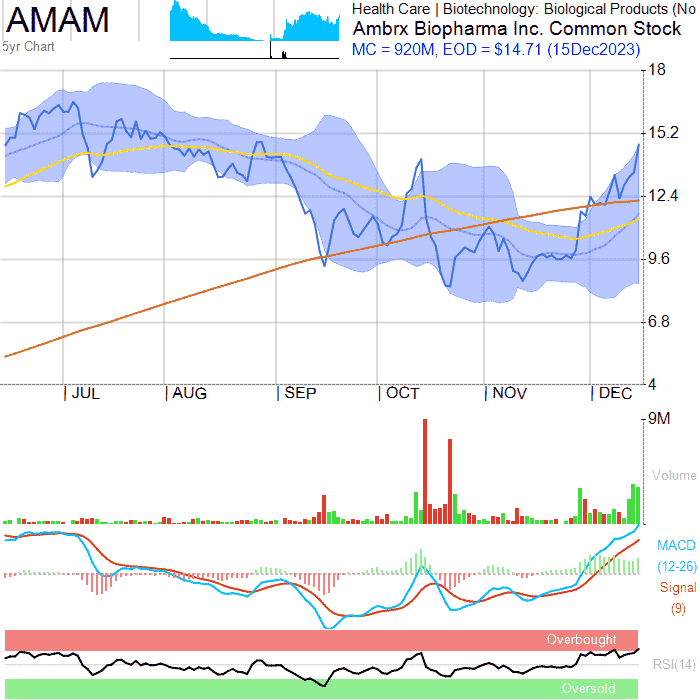 AMAM
5yr Chart
Health Care | Biotechnology: Biological Products (No
Ambrx Biopharma Inc. Common Stock
MC = 920M, EOD = $14.71 (15Dec2023)
18
15.2
12.4
9.6
6.8
4
JUL AUG SEP OCT NOV DEC
9M
Volume
MACD
(12-26)
Signal
(9)
Overbought
RSI(14)
Oversold